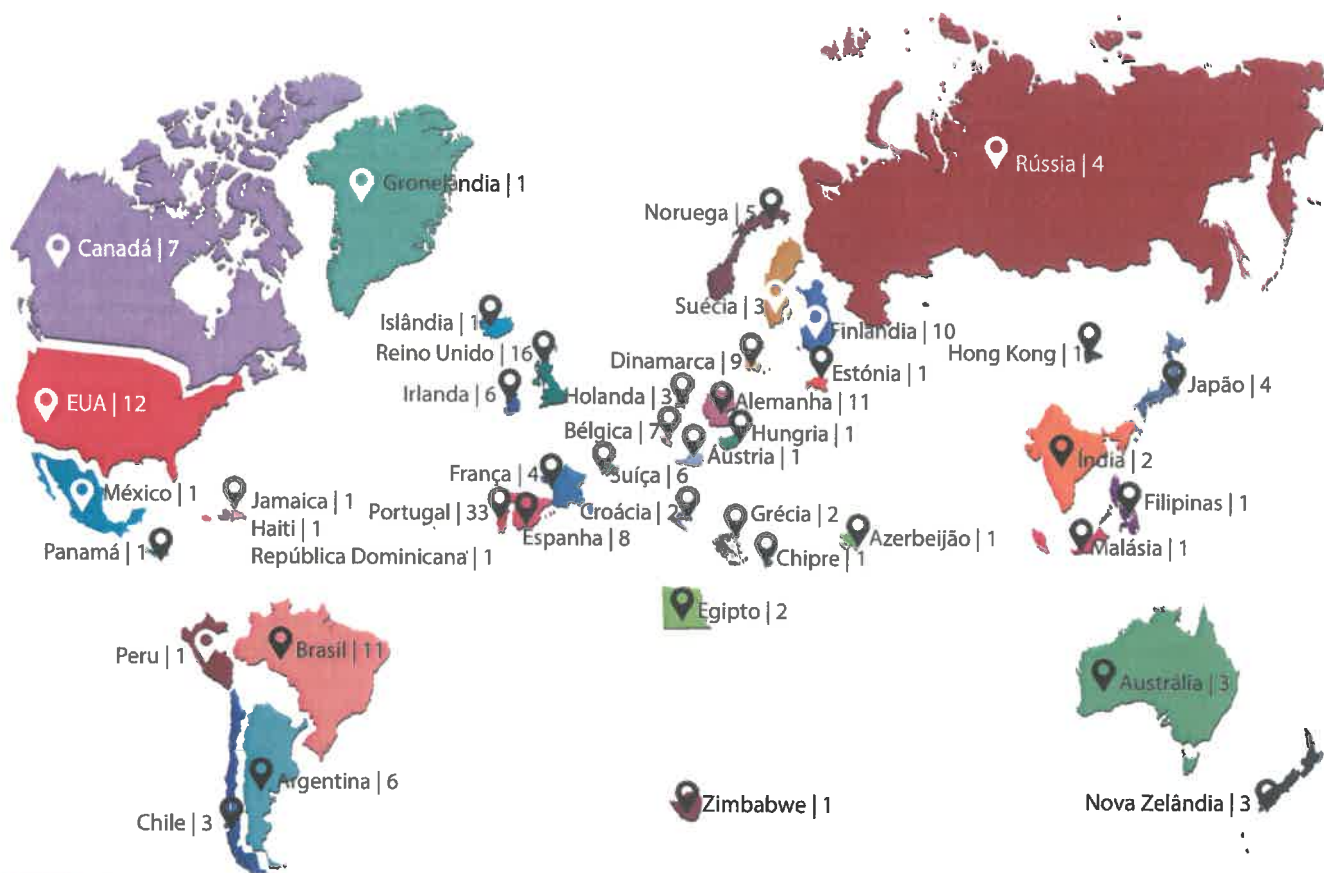 Gronelândia | 1
Rússia | 4
Noruega | 5
Canadá | 7
Suécia | 3
Islândia | 1
Finlândia | 10
Reino Unido | 16
Dinamarca | 9
Hong Kong | 1
Estónia | 1
Japão | 4
Irlanda | 6
Holanda | 3
Alemanha | 11
EUA | 12
Bélgica | 7
Hungria | 1
Áustria | 1
Índia | 2
França | 4
Suíça | 6
México | 1
Jamaica | 1
Filipinas | 1
Portugal | 33
Croácia | 2
Grécia | 2
Haiti | 1
Espanha | 8
Azerbeijão | 1
Panamá | 1
República Dominicana | 1
Chipre | 1
Malásia | 1
Egipto | 2
Brasil | 11
Peru | 1
Austrália | 3
Argentina | 6
Zimbabwe | 1
Nova Zelândia | 3
Chile | 3